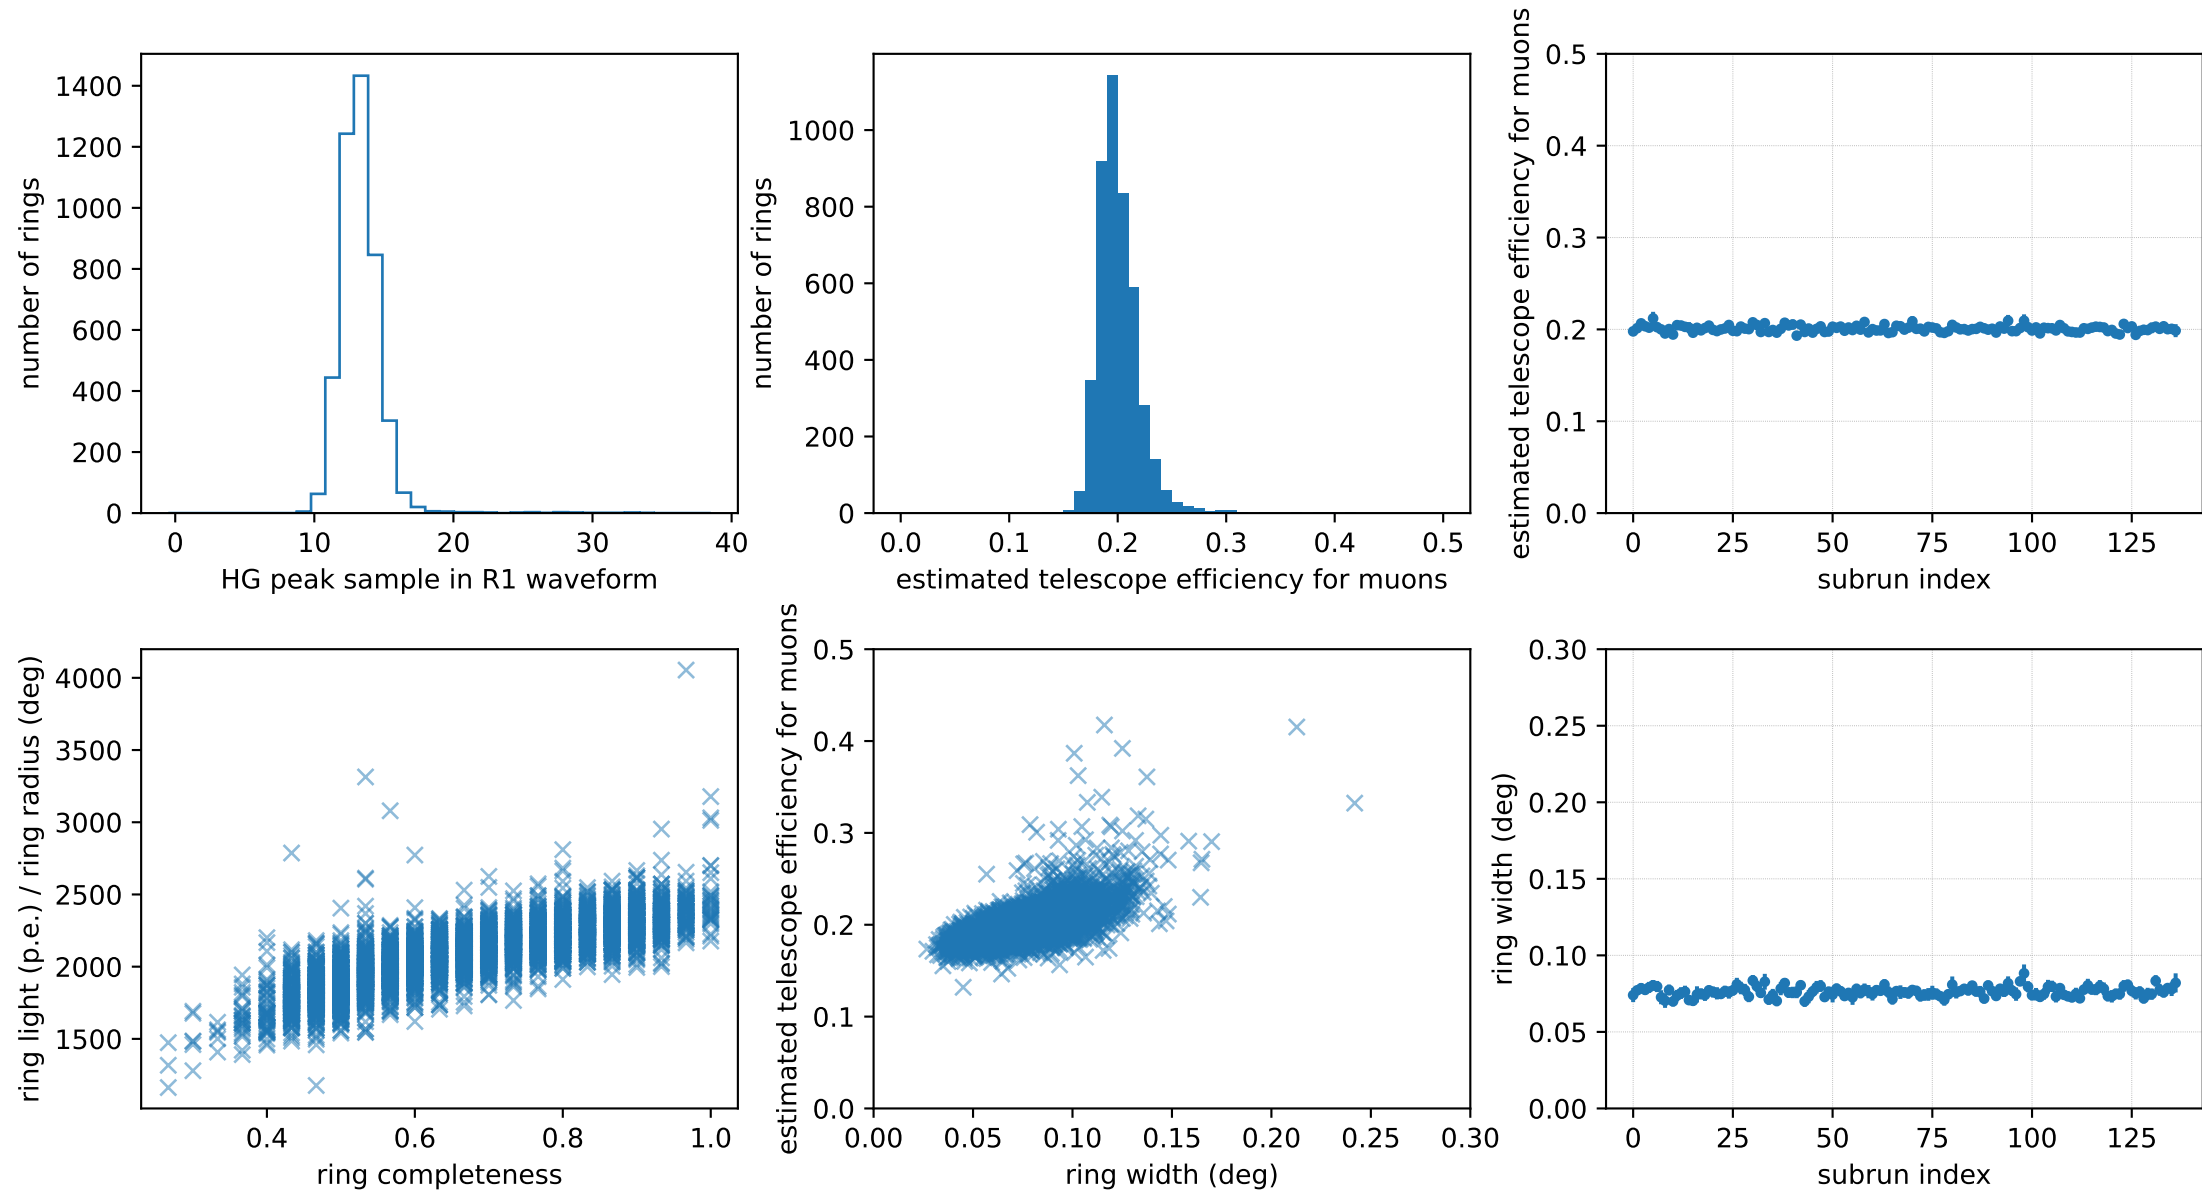 number of rings
1400
1200
1000
800
600
400
200
0
0 10 20 30 40
HG peak sample in R1 waveform
number of rings
1000
800
600
400
200
0
0.0 0.1 0.2 0.3 0.4 0.5
estimated telescope efficiency for muons
estimated telescope efficiency for muons
0.5
0.4
0.3
0.2
0.1
0.0
0 25 50 75 100 125
subrun index
ring light (p.e.) / ring radius (deg)
4000
3500
3000
2500
2000
1500
0.4 0.6 0.8 1.0
ring completeness
estimated telescope efficiency for muons
0.5
0.4
0.3
0.2
0.1
0.0
0.00 0.05 0.10 0.15 0.20 0.25 0.30
ring width (deg)
ring width (deg)
0.30
0.25
0.20
0.15
0.10
0.05
0.00
0 25 50 75 100 125
subrun index